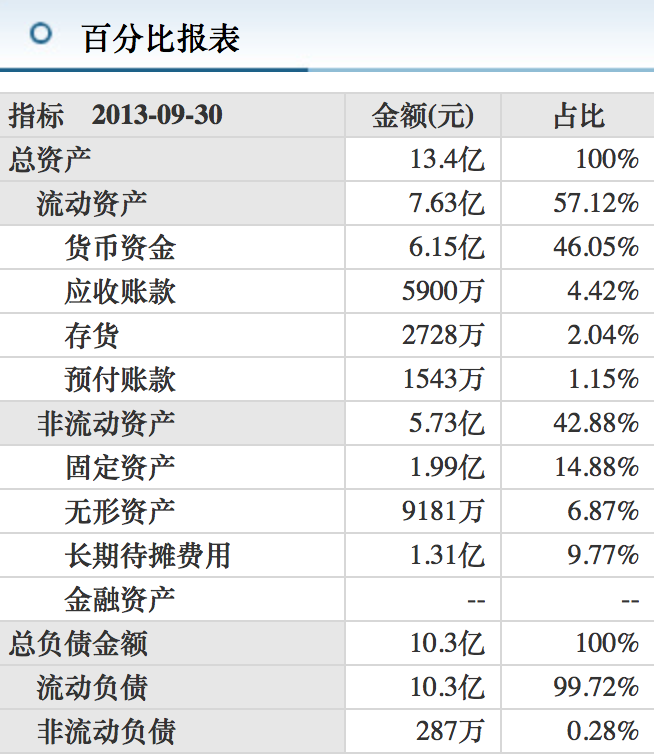 百分比报表
指标 2013-09-30 金额(元) 占比
总资产 13.4亿 100%
流动资产 7.63亿 57.12%
货币资金 6.15亿 46.05%
应收账款 5900万 4.42%
存货 2728万 2.04%
预付账款 1543万 1.15%
非流动资产 5.73亿 42.88%
固定资产 1.99亿 14.88%
无形资产 9181万 6.87%
长期待摊费用 1.31亿 9.77%
金融资产 -- --
总负债金额 10.3亿 100%
流动负债 10.3亿 99.72%
非流动负债 287万 0.28%